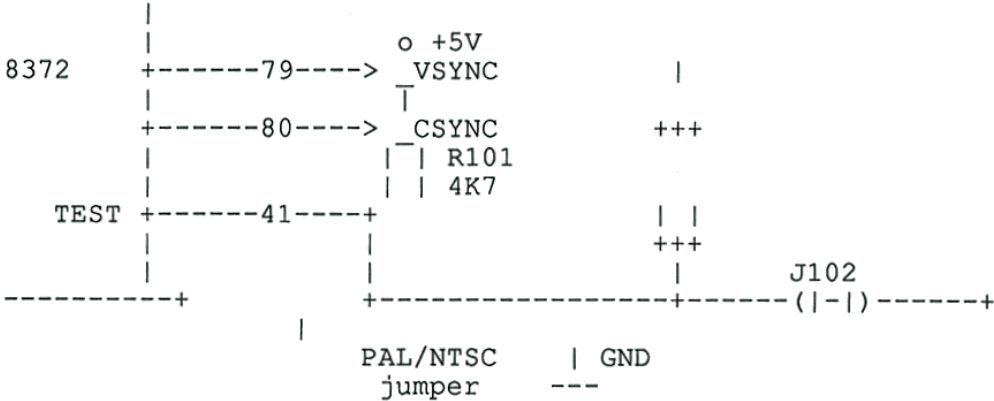 |
                  |                              o +5V
8372              +------79----> _VSYNC                    |
                  |              _
                  |              |
                  +------80----> _CSYNC                   +++
                  |             | | R101
                  |             | | 4K7
       TEST       +------41----+                          | |
                  |            |                          +++
                  |            |                           |       J102
-----------+                   +---------------------------+------(|-|)------+
                       |
                            PAL/NTSC     | GND
                             jumper     ---